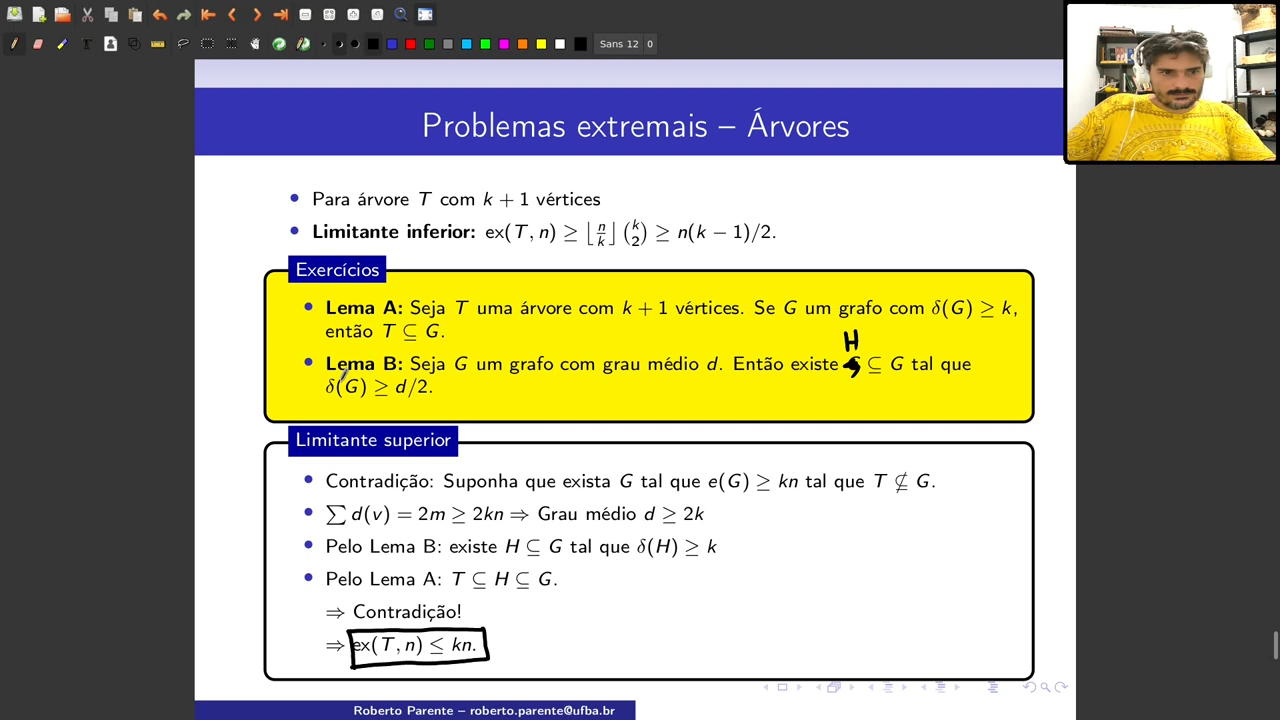 Sans 12 0
Problemas extremais – Árvores
Para árvore T com k + 1 vértices
Limitante inferior: ex(T, n) ≥ ⌊n/k⌋ (k 2) ≥ n(k − 1)/2.
Exercícios
Lema A: Seja T uma árvore com k + 1 vértices. Se G um grafo com δ(G) ≥ k,
então T ⊆ G.
H
Lema B: Seja G um grafo com grau médio d. Então existe ⊆ G tal que
δ(G) ≥ d/2.
Limitante superior
Contradição: Suponha que exista G tal que e(G) ≥ kn tal que T ⊄ G.
∑ d(v) = 2m ≥ 2kn ⇒ Grau médio d ≥ 2k
Pelo Lema B: existe H ⊆ G tal que δ(H) ≥ k
Pelo Lema A: T ⊆ H ⊆ G.
⇒ Contradição!
⇒ ex(T, n) ≤ kn.
Roberto Parente – roberto.parente@ufba.br